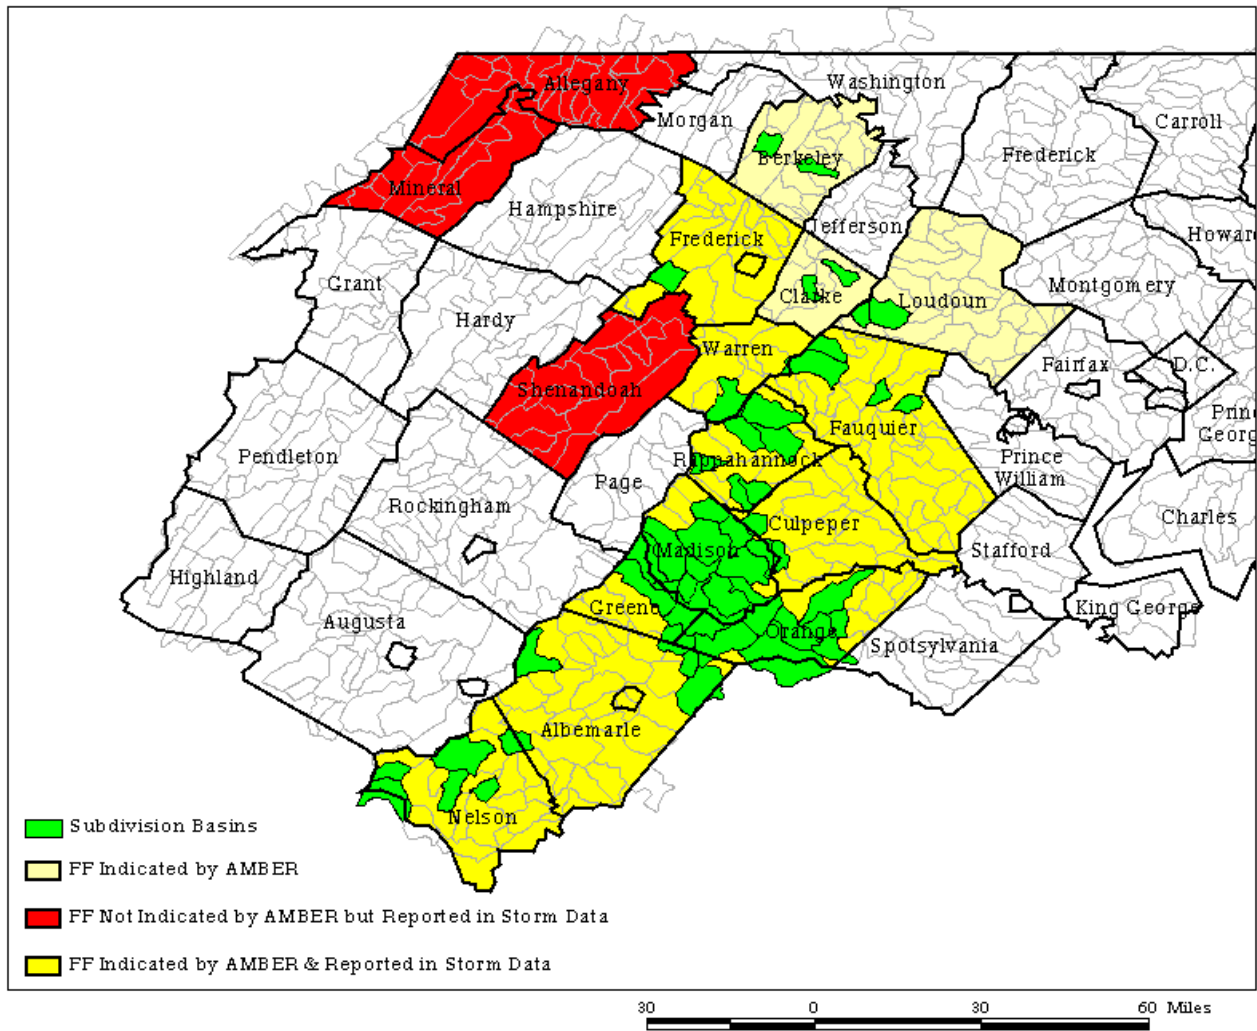 Allegany
Washington
Carroll
Morgan
Berkeley
Frederick
Mineral
Hampshire
Jefferson
Howar
Frederick
Grant
Clarke
Loudoun
Montgomery
Hardy
Warren
Fairfax
D.C.
Shenandoah
Fauquier
Prin
Georg
Pendleton
Rappahannock
Prince
William
Page
Rockingham
Culpeper
Charles
Madison
Stafford
Highland
Greene
King George
Augusta
Orange
Spotsylvania
Albemarle
Nelson
Subdivision Basins
FF Indicated by AMBER
FF Not Indicated by AMBER but Reported in Storm Data
FF Indicated by AMBER & Reported in Storm Data
30 0 30 60 Miles